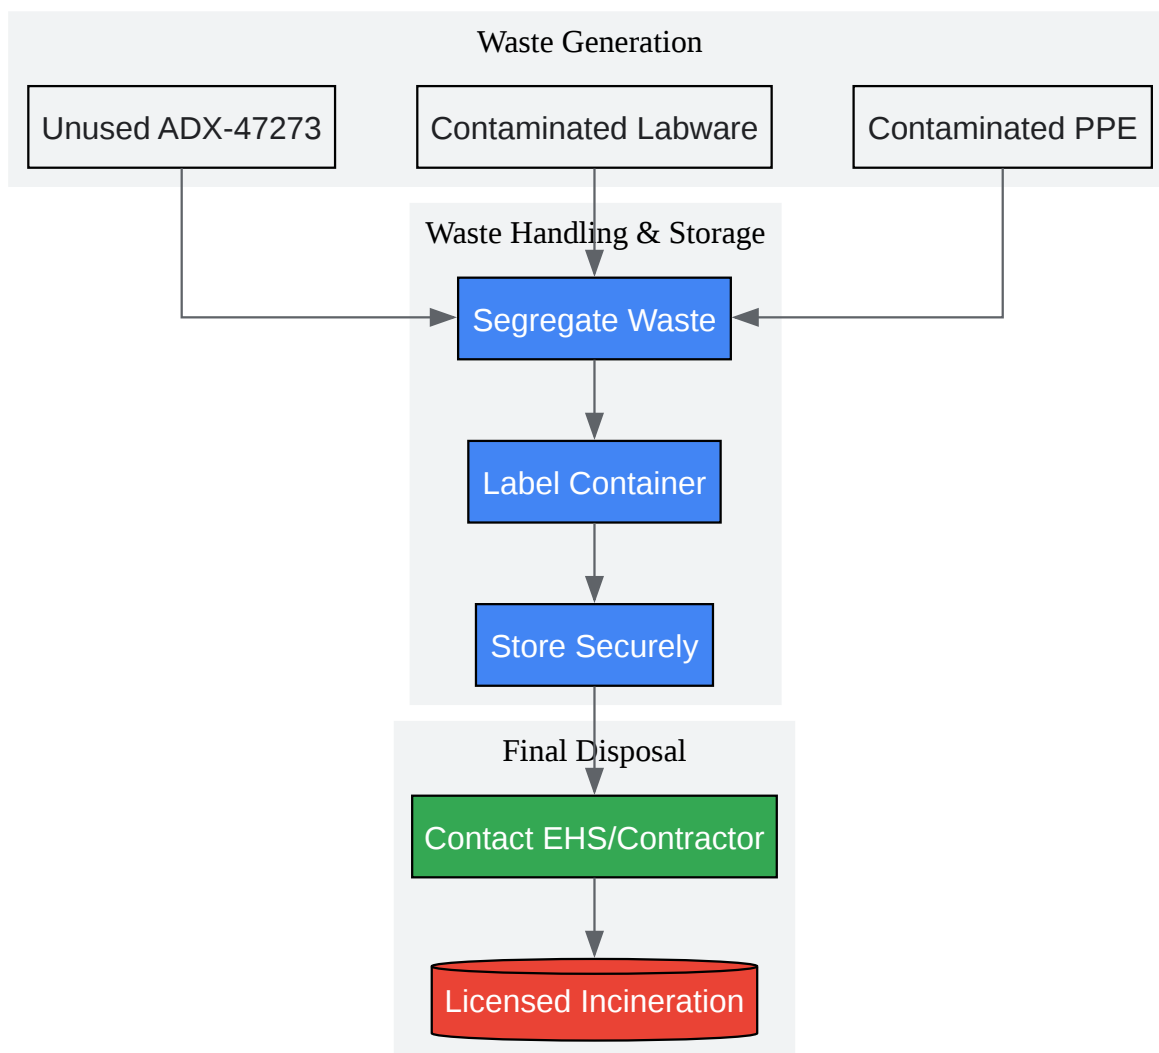 Waste Generation
Unused ADX-47273
Contaminated Labware
Contaminated PPE
Waste Handling & Storage
Segregate Waste
Label Container
Store Securely
Final Disposal
Contact EHS/Contractor
Licensed Incineration